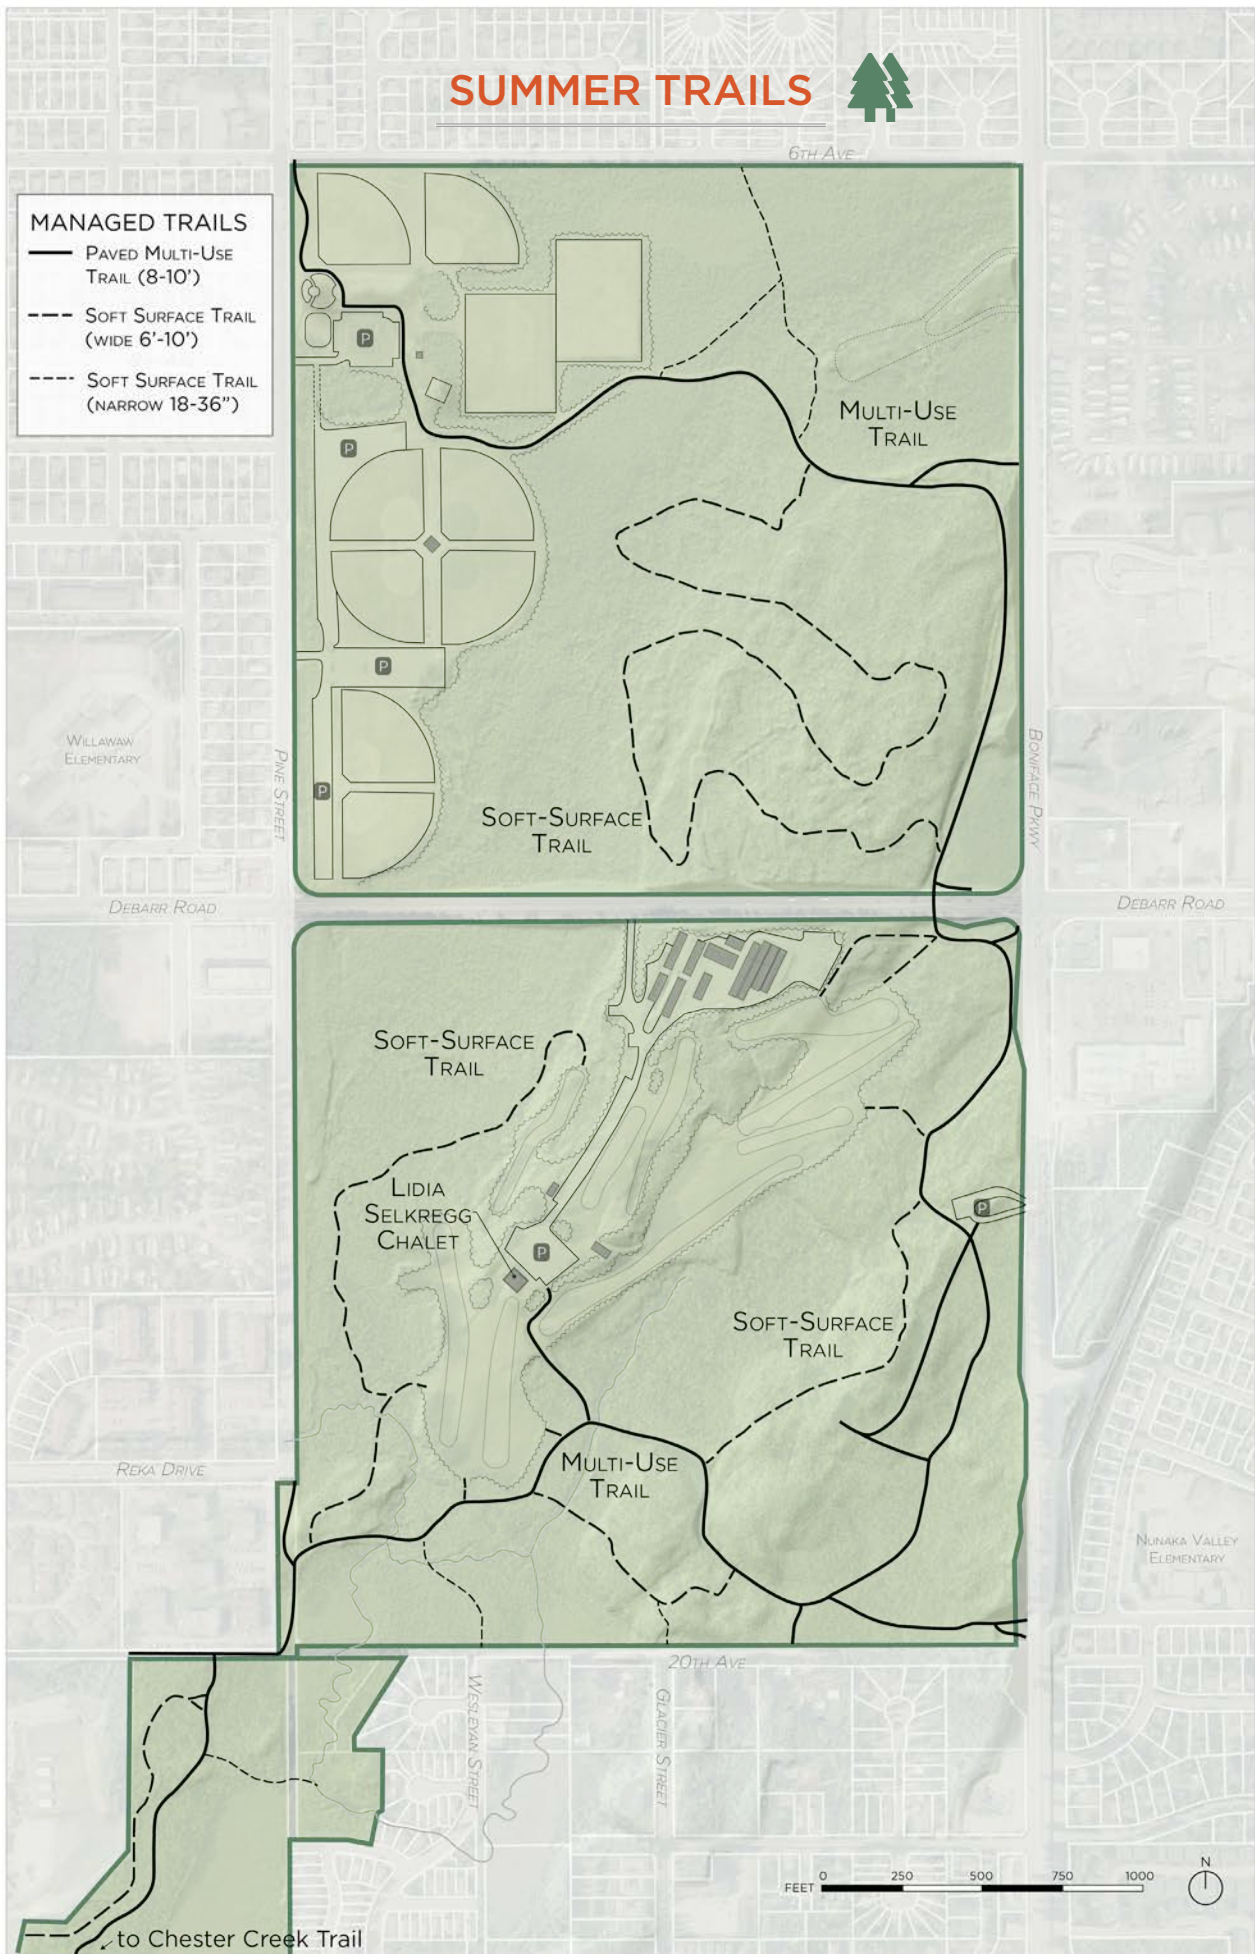 SUMMER TRAILS
6TH AVE
MANAGED TRAILS
PAVED MULTI-USE
TRAIL (8-10')
SOFT SURFACE TRAIL
(WIDE 6'-10')
SOFT SURFACE TRAIL
(NARROW 18-36")
P
MULTI-USE
TRAIL
P
P
WILLAWAW
ELEMENTARY
PINE STREET
BONIFACE PKWY
P
SOFT-SURFACE
TRAIL
DEBARR ROAD
DEBARR ROAD
SOFT-SURFACE
TRAIL
LIDIA
SELKREGG
CHALET
P
P
SOFT-SURFACE
TRAIL
REKA DRIVE
MULTI-USE
TRAIL
NUNAKA VALLEY
ELEMENTARY
20TH AVE
WESLEYAN STREET
GLACIER STREET
N
FEET 0 250 500 750 1000
to Chester Creek Trail